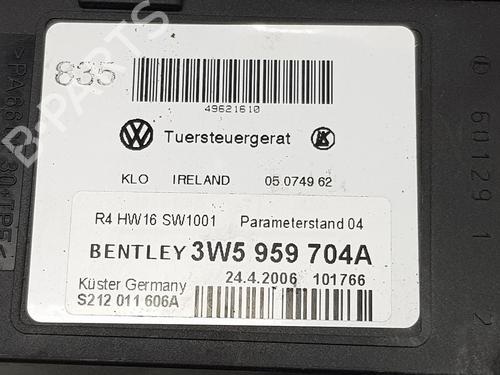 835
49621610
Tuersteuergerat
KLO IRELAND 05 0749 62
R4 HW16 SW1001 Parameterstand 04
BENTLEY 3W5 959 704A
Küster Germany 24.4.2006 101766
S212 011 606A
60129 1
2
B-PARTS